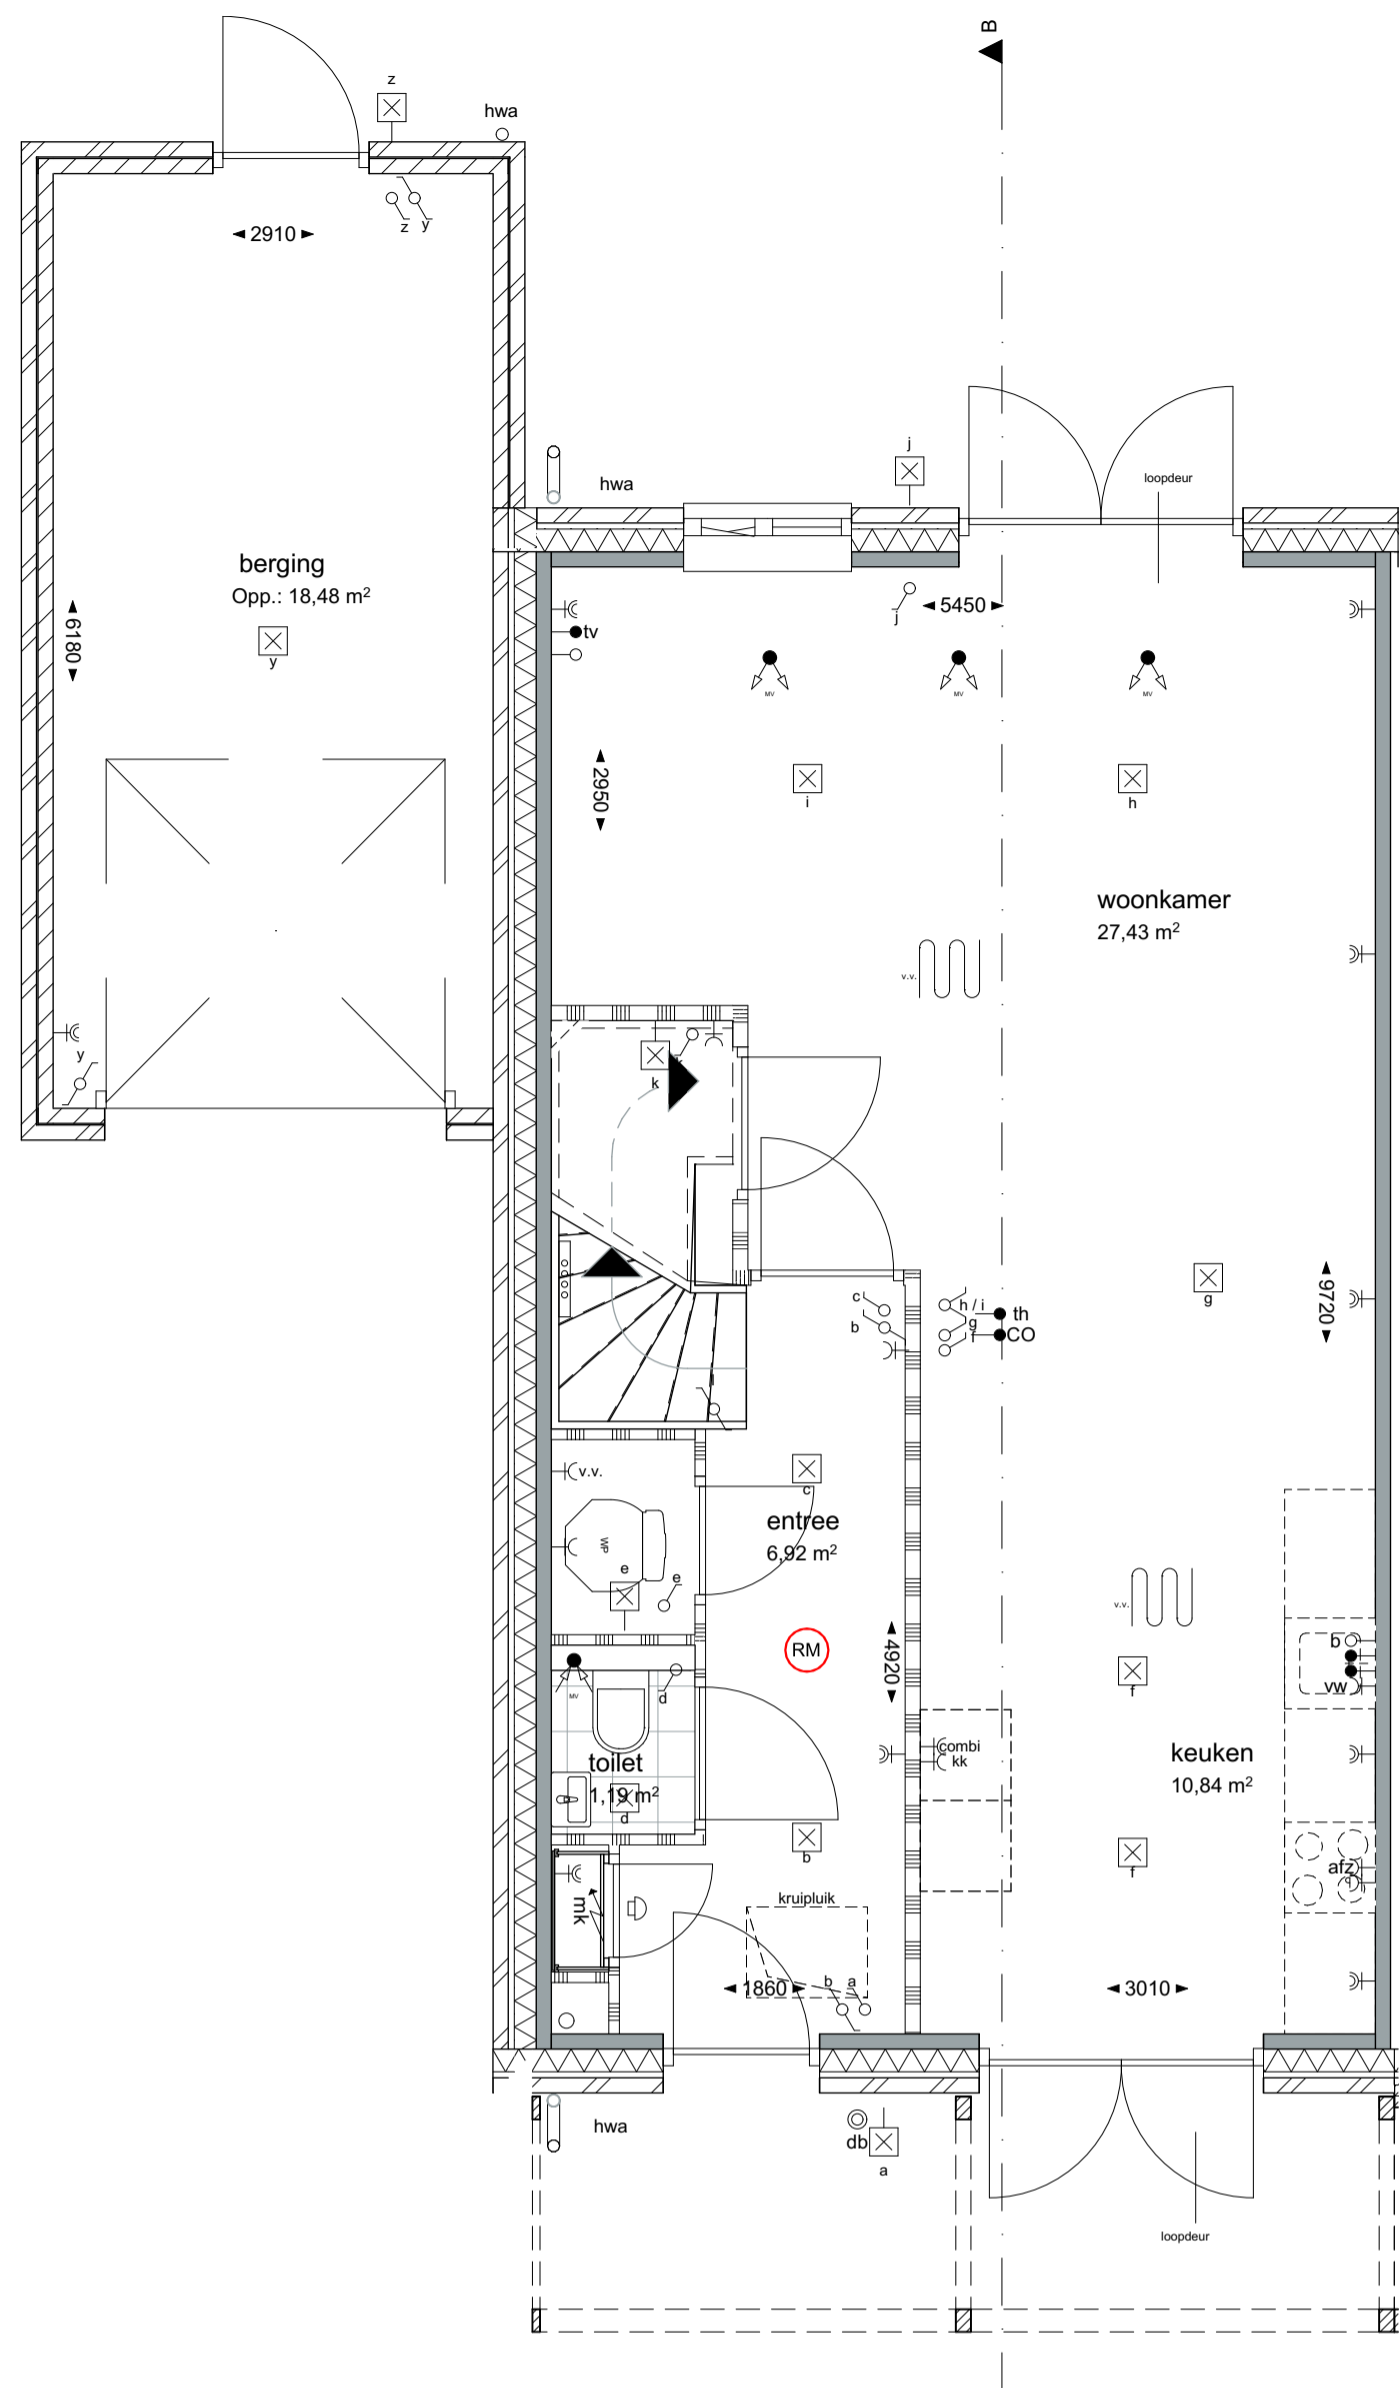 B
z
hwa
z
y
2910
j
hwa
loopdeur
berging
Opp.: 18,48 m²
y
6180
tv
j
5450
MV
MV
MV
2950
i
h
woonkamer
27,43 m²
v.v.
y
k
k
g
9720
c
b
h / i
g
f
th
CO
v.v.
c
entree
6,92 m²
WP
e
e
v.v.
RM
4920
f
b
vw
MV
d
toilet
1,19 m²
d
combi
kk
keuken
10,84 m²
b
f
afz
mk
kruipluik
1860
b
a
3010
hwa
db
a
loopdeur